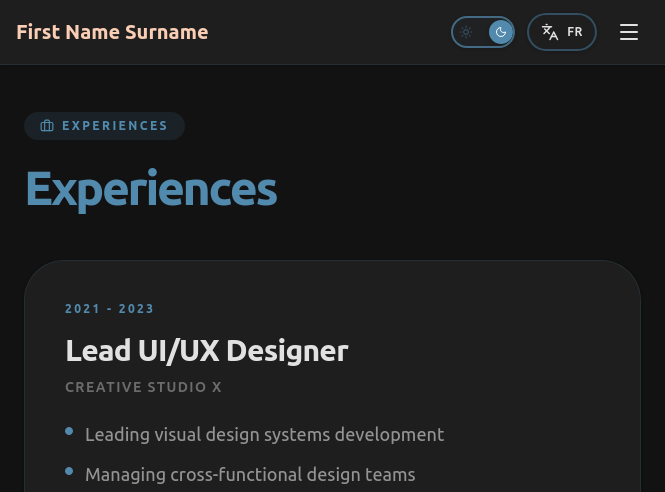 First Name Surname
FR
EXPERIENCES
Experiences
2021 - 2023
Lead UI/UX Designer
CREATIVE STUDIO X
Leading visual design systems development
Managing cross-functional design teams